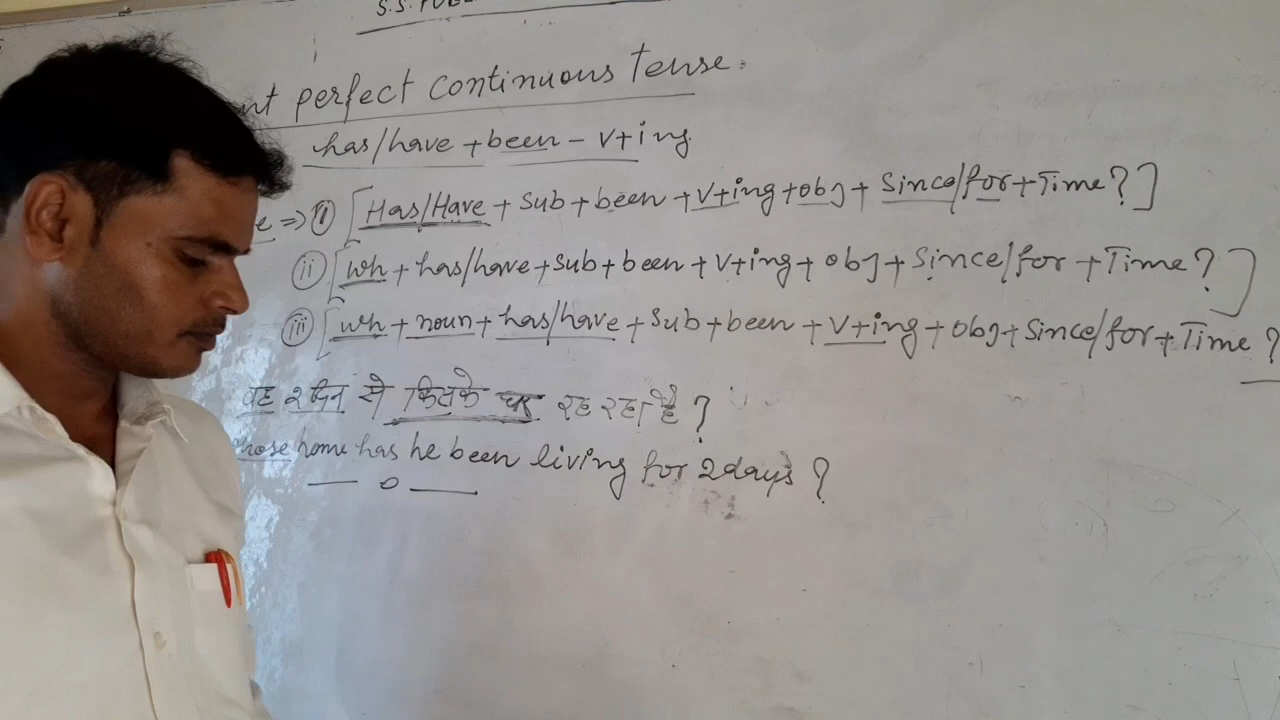 S.S.
perfect continuous tense.
has/have + been - v+ing
=> (i) [Has/Have + sub + been + v+ing + obj + Since/for + Time?]
(ii) [wh + has/have + sub + been + v+ing + obj + Since/for + Time?]
(iii) [wh + noun + has/have + sub + been + v+ing + obj + Since/for + Time?
वह 2 दिन से किसके घर रह रहा है?
home has he been living for 2 days?